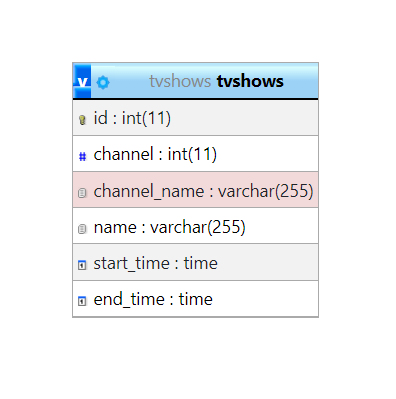 v tvshows tvshows
id : int(11)
# channel : int(11)
channel_name : varchar(255)
name : varchar(255)
start_time : time
end_time : time